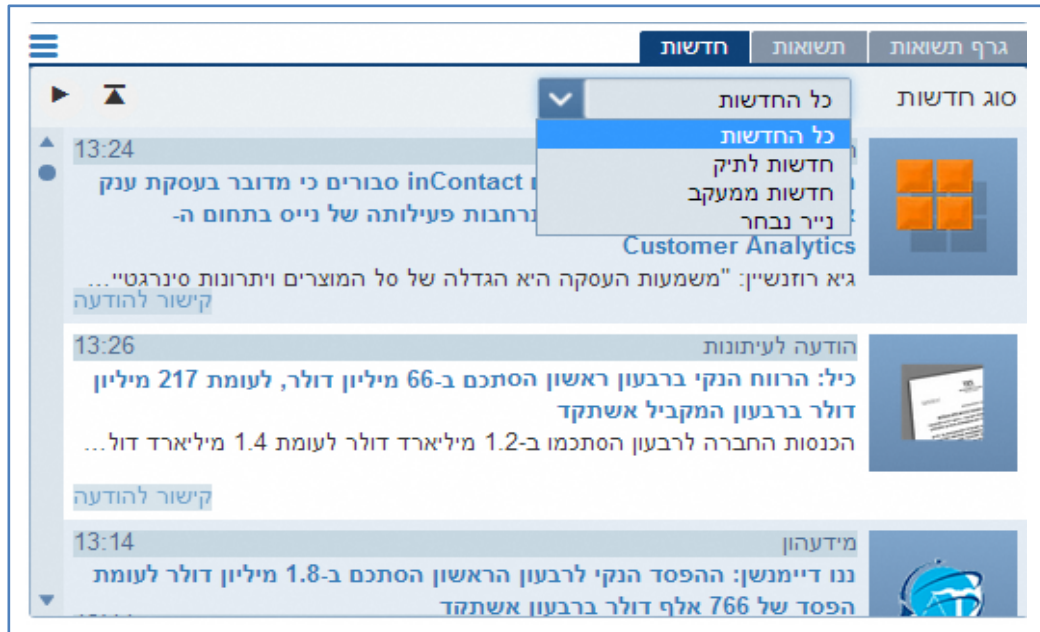 גרף תשואות
תשואות
חדשות
סוג חדשות
כל החדשות
כל החדשות
חדשות לתיק
חדשות ממעקב
נייר נבחר
13:24
inContact סבורים כי מדובר בעסקת ענק
תרחבות פעילותה של נייס בתחום ה-
Customer Analytics
גיא רוזנשיין: "משמעות העסקה היא הגדלה של סל המוצרים ויתרונות סינרגטיי...
קישור להודעה
הודעה לעיתונות 13:26
כיל: הרווח הנקי ברבעון ראשון הסתכם ב-66 מיליון דולר, לעומת 217 מיליון
דולר ברבעון המקביל אשתקד
הכנסות החברה לרבעון הסתכמו ב-1.2 מיליארד דולר לעומת 1.4 מיליארד דול...
קישור להודעה
מידעהון 13:14
ננו דיימנשן: ההפסד הנקי לרבעון הראשון הסתכם ב-1.8 מיליון דולר לעומת
הפסד של 766 אלף דולר ברבעון אשתקד